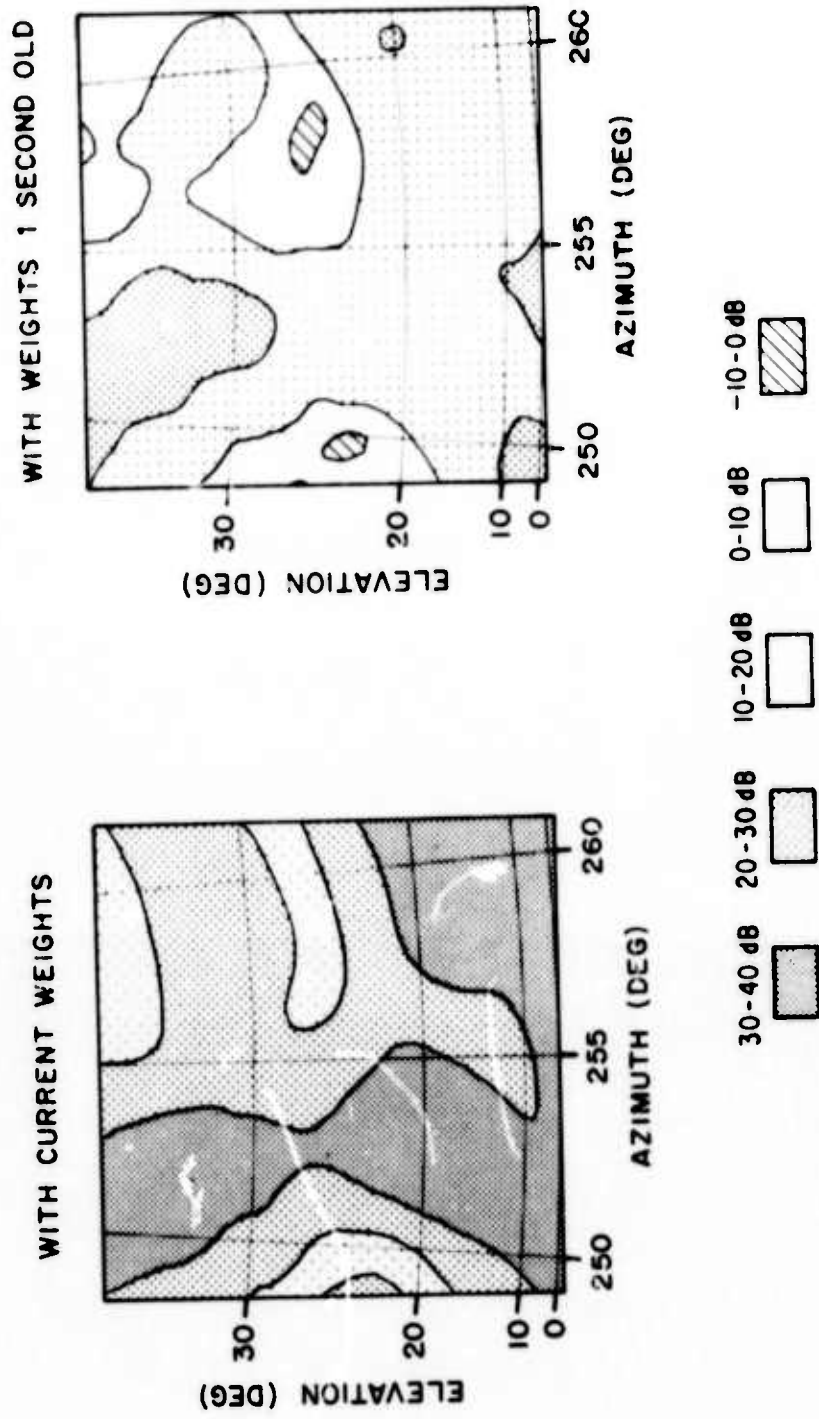 WITH CURRENT WEIGHTS
ELEVATION (DEG)
30
20
10
0
250
255
260
AZIMUTH (DEG)
WITH WEIGHTS 1 SECOND OLD
ELEVATION (DEG)
30
20
10
0
250
255
26C
AZIMUTH (DEG)
30-40 dB
20-30 dB
10-20 dB
0-10 dB
-10-0 dB